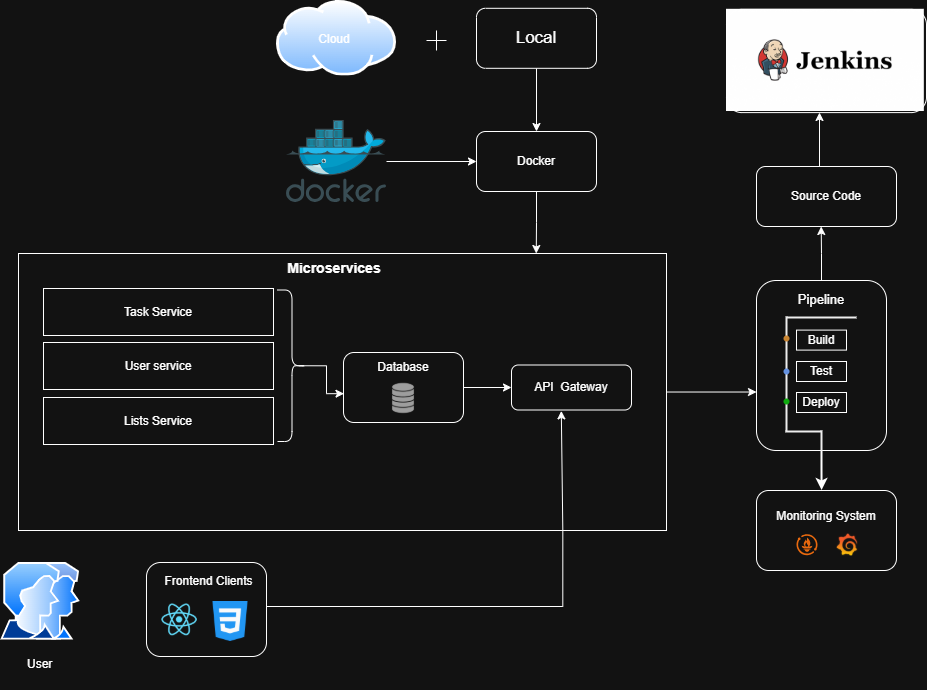 Cloud
Local
Jenkins
docker
Docker
Source Code
Microservices
Task Service
User service
Lists Service
Database
API Gateway
Pipeline
Build
Test
Deploy
Monitoring System
Frontend Clients
3
User